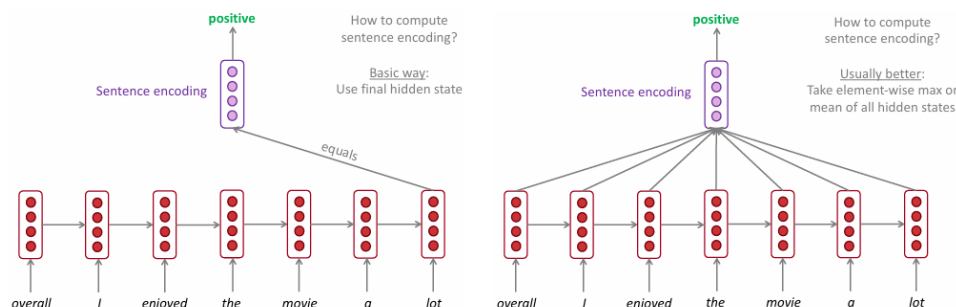 positive
How to compute
sentence encoding?
Basic way:
Use final hidden state
Sentence encoding
equals
overall I enjoyed the movie a lot
positive
How to compute
sentence encoding?
Usually better:
Take element-wise max or
mean of all hidden states
Sentence encoding
overall I enjoyed the movie a lot